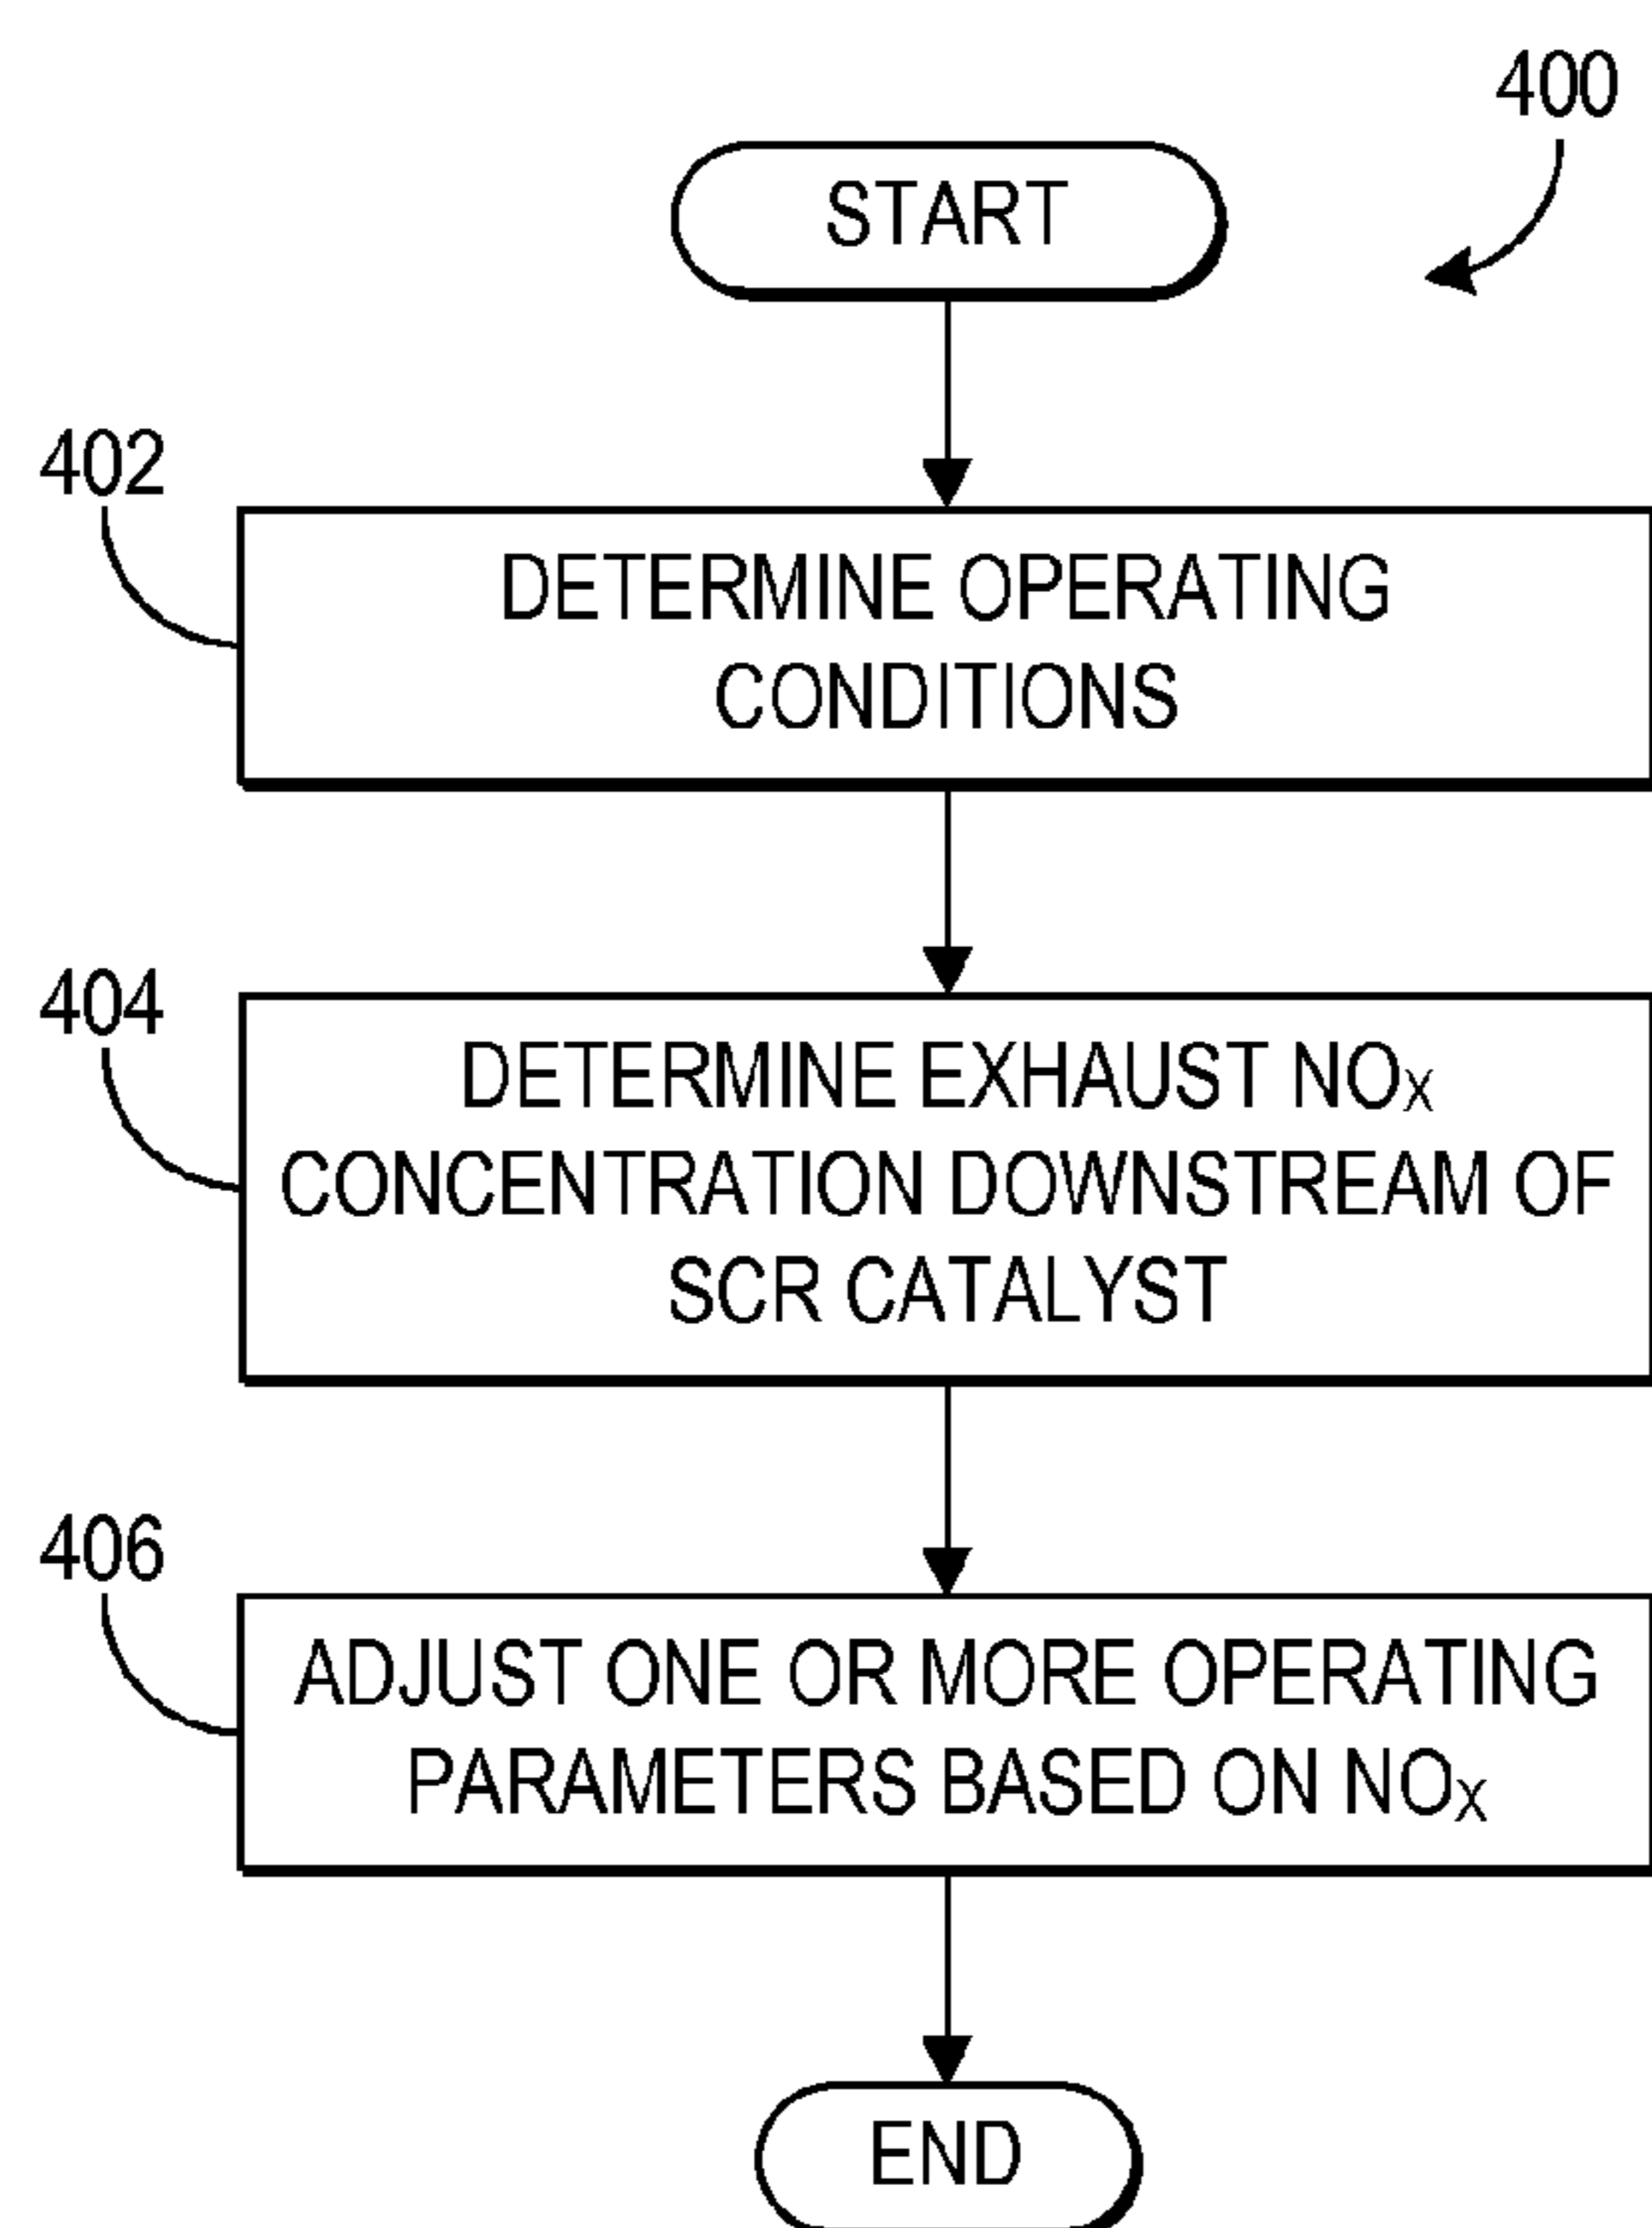 400
START
402
DETERMINE OPERATING
CONDITIONS
404
DETERMINE EXHAUST NOX
CONCENTRATION DOWNSTREAM OF
SCR CATALYST
406
ADJUST ONE OR MORE OPERATING
PARAMETERS BASED ON NOX
END